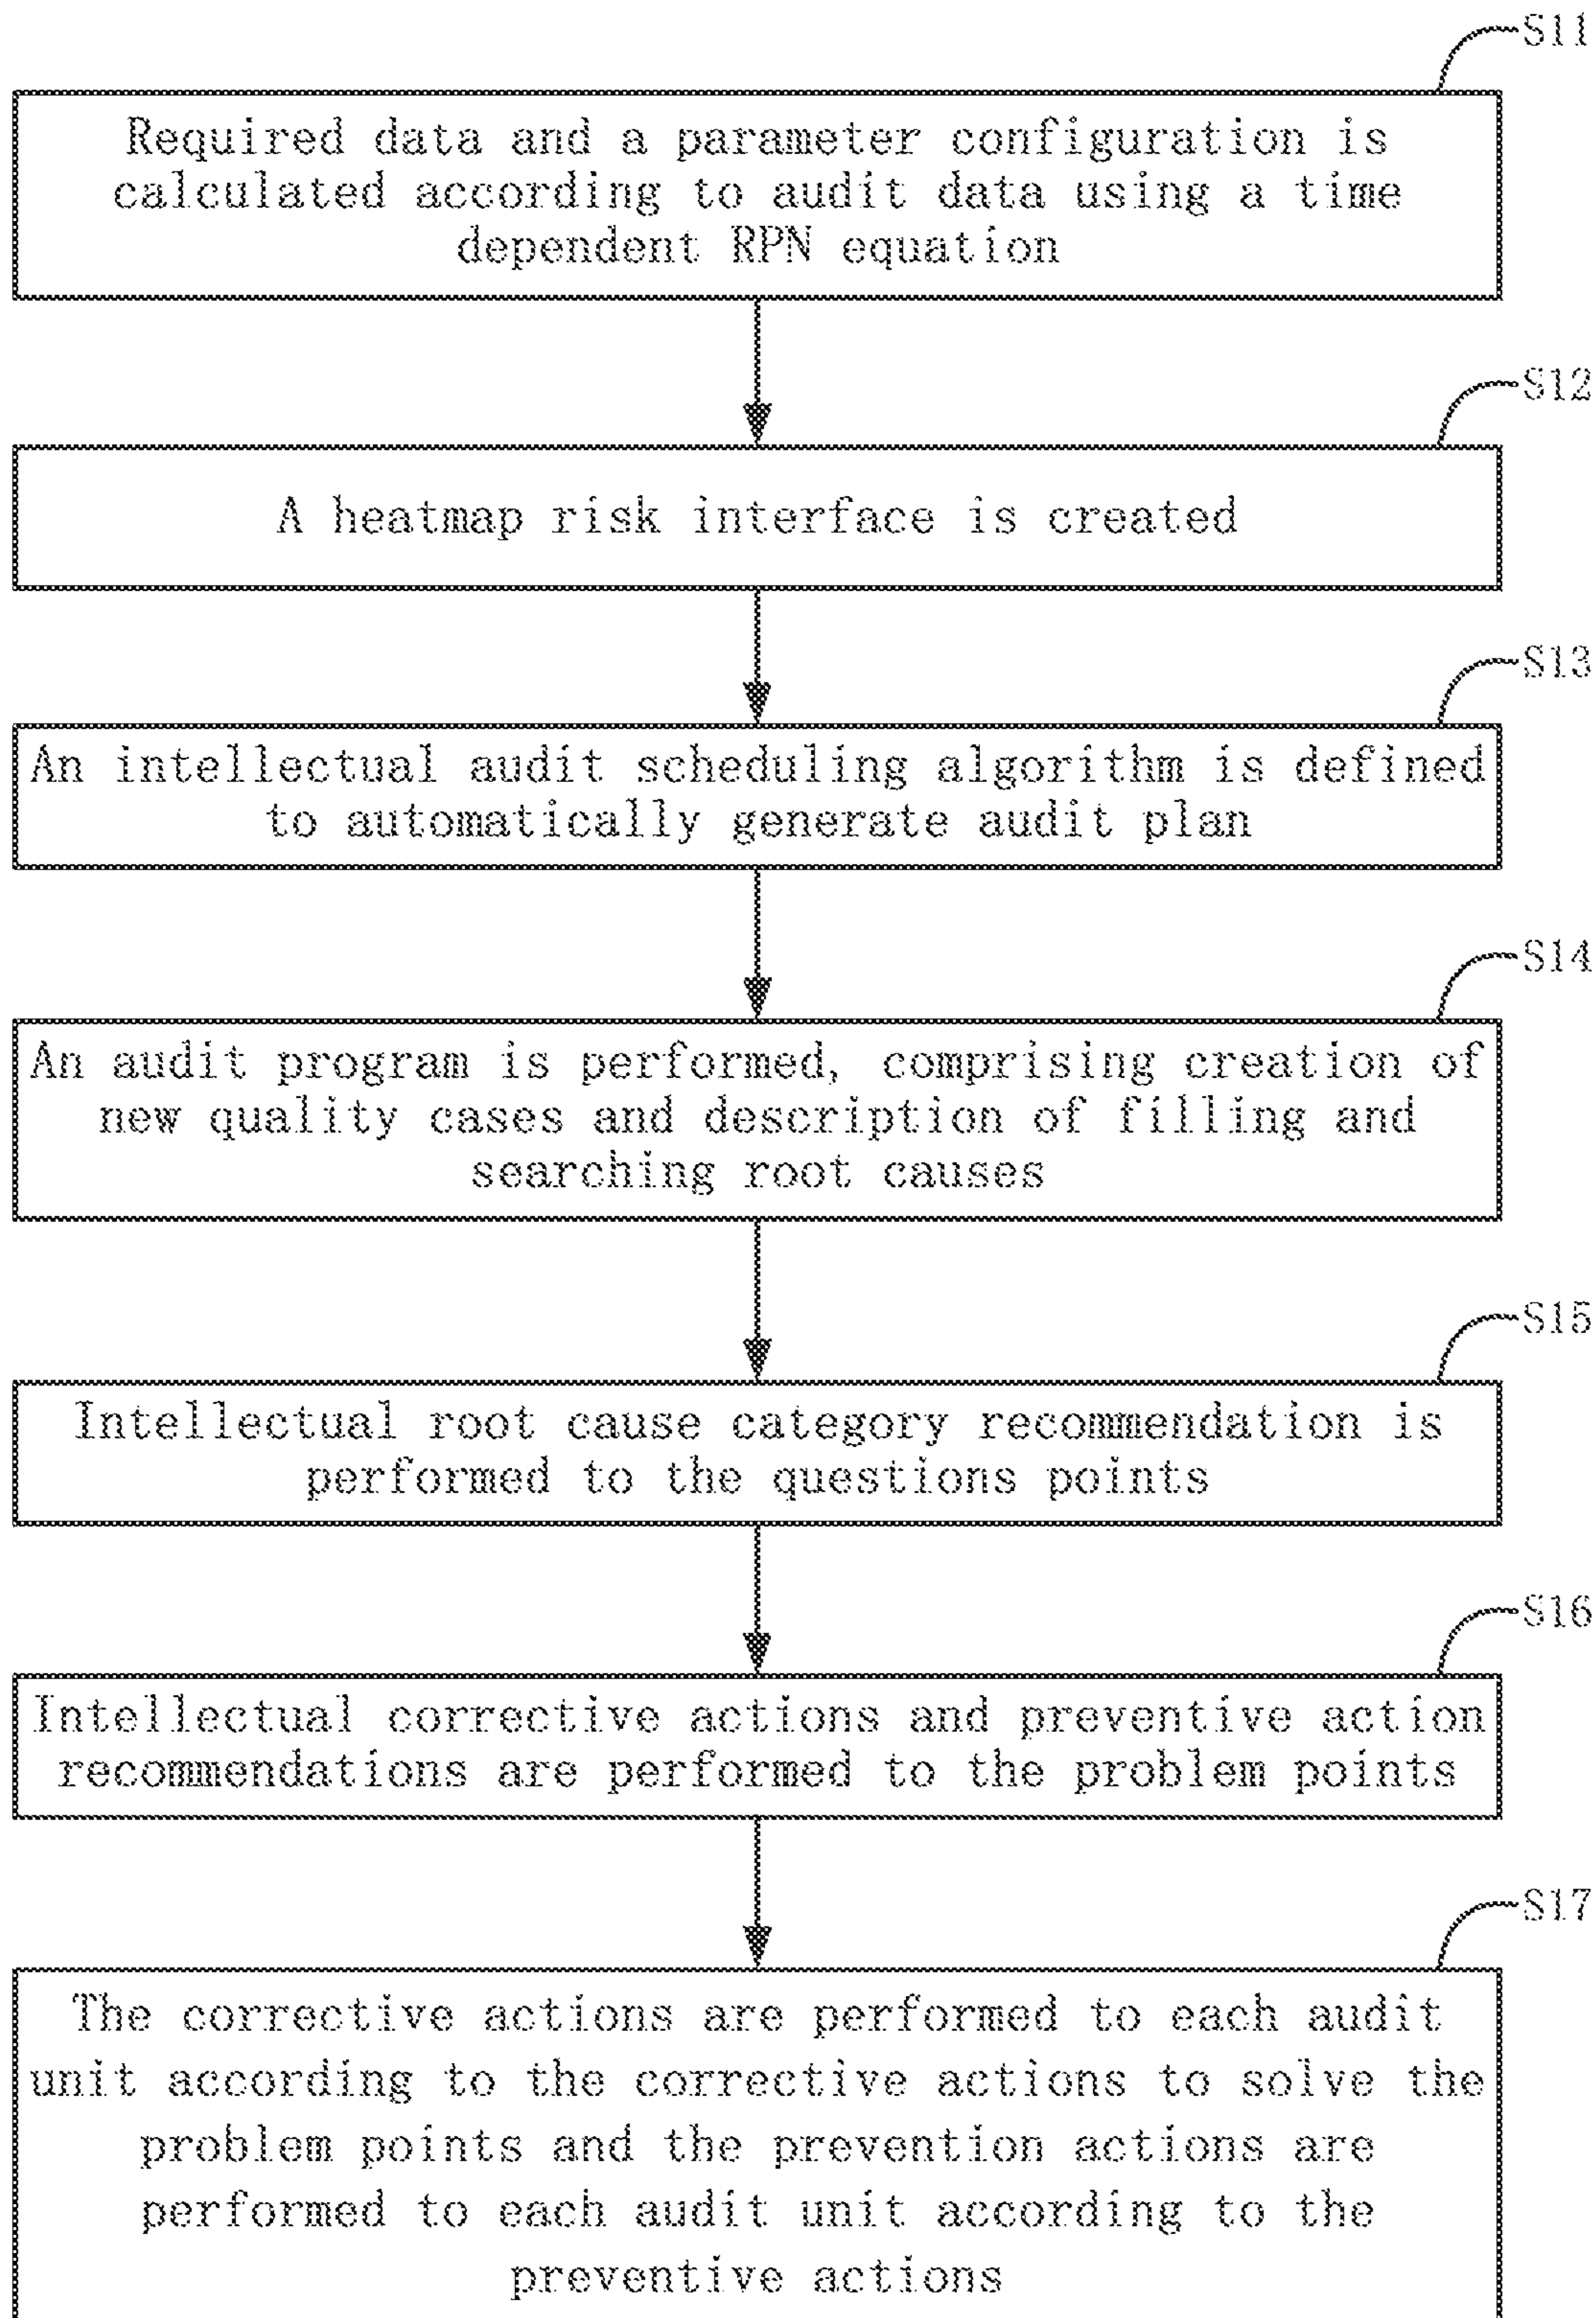 S11
Required data and a parameter configuration is
calculated according to audit data using a time
dependent RPN equation
S12
A heatmap risk interface is created
S13
An intellectual audit scheduling algorithm is defined
to automatically generate audit plan
S14
An audit program is performed, comprising creation of
new quality cases and description of filling and
searching root causes
S15
Intellectual root cause category recommendation is
performed to the questions points
S16
Intellectual corrective actions and preventive action
recommendations are performed to the problem points
S17
The corrective actions are performed to each audit
unit according to the corrective actions to solve the
problem points and the prevention actions are
performed to each audit unit according to the
preventive actions